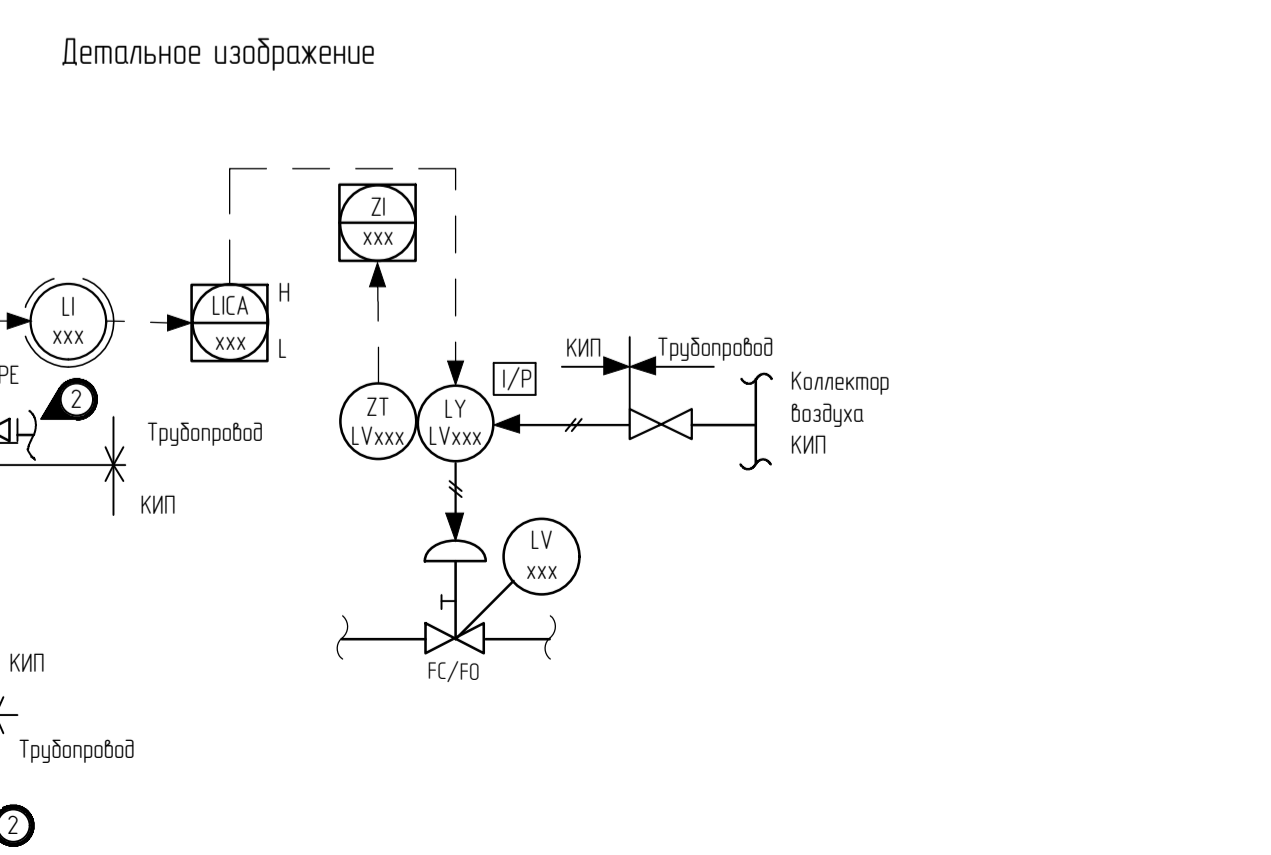 Детальное изображение
ZI
xxx
LI
xxx
LICA
xxx
H
L
PE
2
Трубопровод
КИП
ZT
LVxxx
LY
LVxxx
I/P
КИП
Трубопровод
Коллектор
воздуха
КИП
LV
xxx
FC/FO
КИП
Трубопровод
2